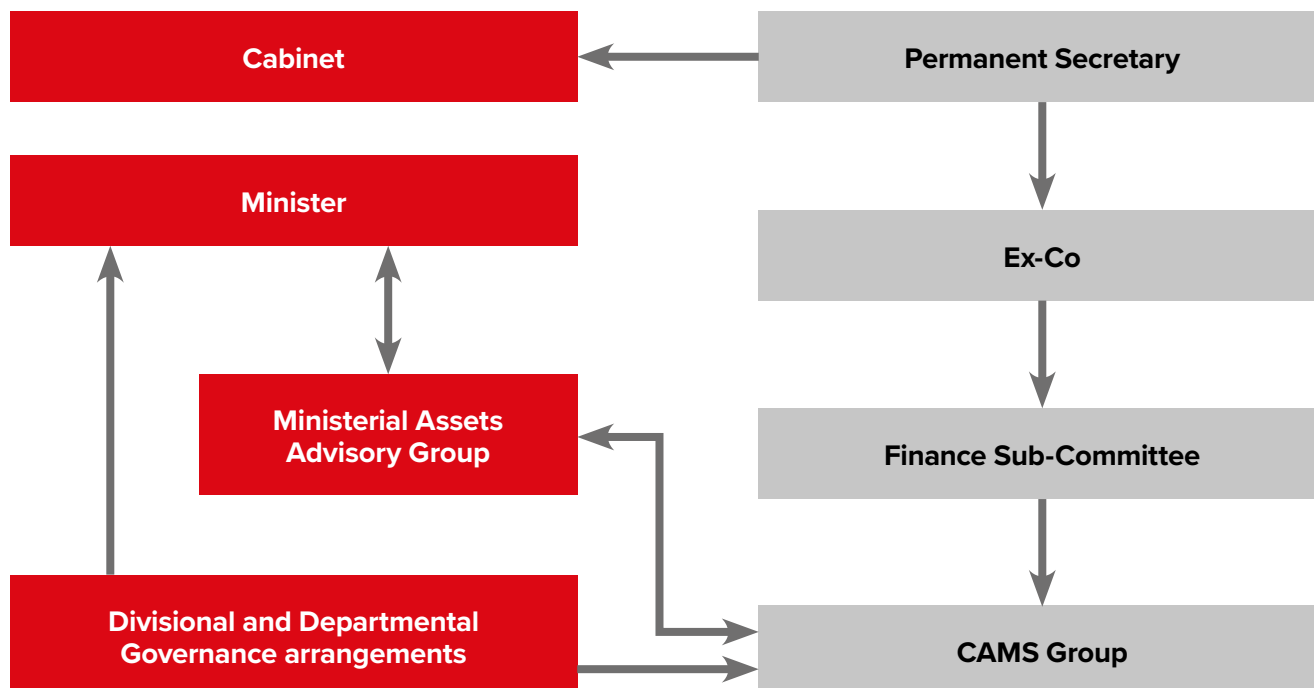 Cabinet
Permanent Secretary
Minister
Ex-Co
Ministerial Assets
Advisory Group
Finance Sub-Committee
Divisional and Departmental
Governance arrangements
CAMS Group